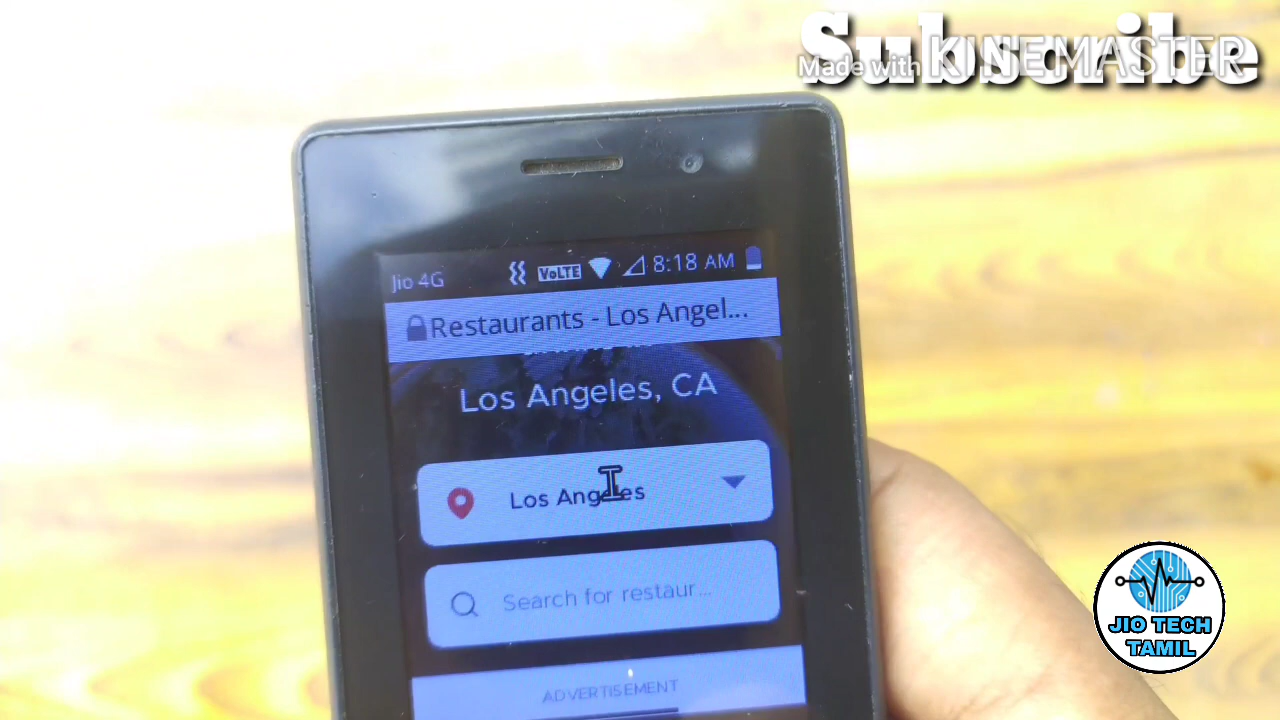 Subscribe
Made with KINEMASTER
Jio 4G VoLTE 8:18 AM
Restaurants - Los Angel...
Los Angeles, CA
Los Angeles
Search for restaur...
ADVERTISEMENT
JIO TECH
TAMIL